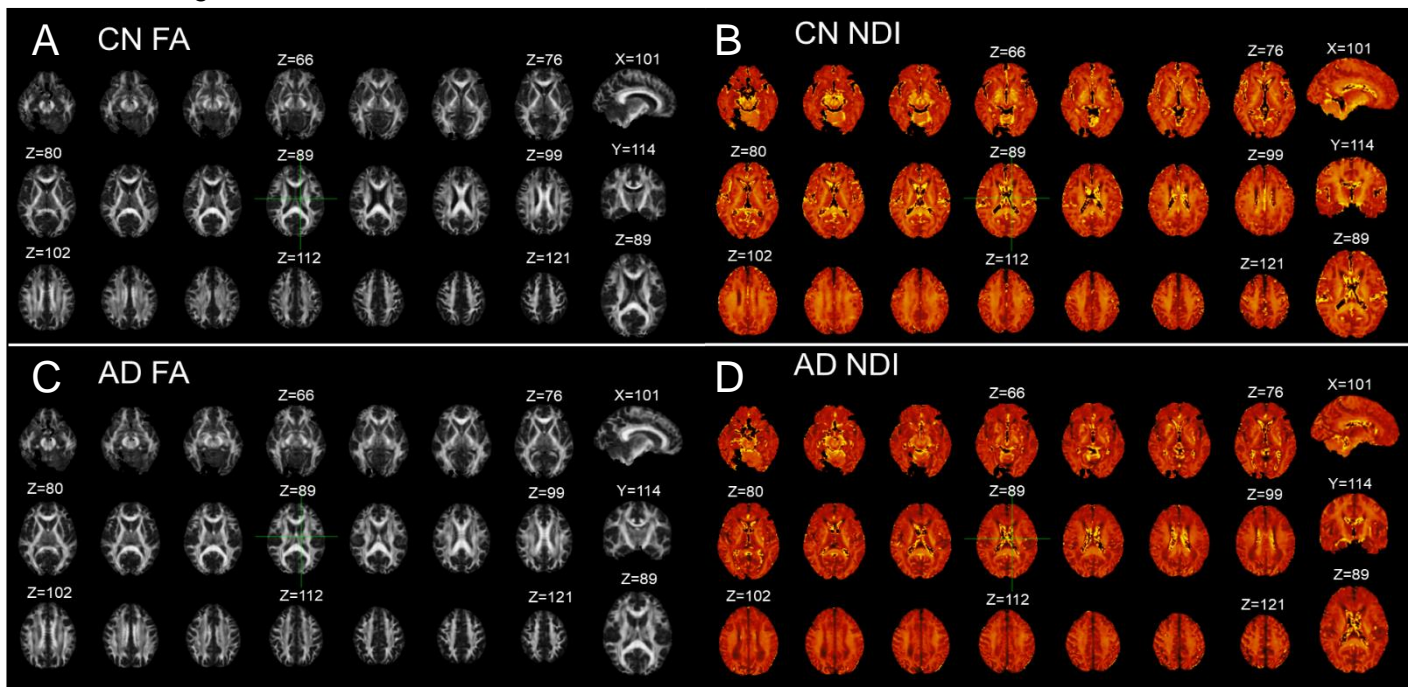 A CN FA
Z=66 Z=76
Z=80 Z=89 Z=99 Y=114
X=101
Z=102 Z=112 Z=121 Z=89
B CN NDI
Z=66 Z=76 X=101
Z=80 Z=89 Z=99 Y=114
Z=102 Z=112 Z=121 Z=89
C AD FA
Z=66 Z=76 X=101
Z=80 Z=89 Z=99 Y=114
Z=102 Z=112 Z=121 Z=89
D AD NDI
Z=66 Z=76 X=101
Z=80 Z=89 Z=99 Y=114
Z=102 Z=112 Z=121 Z=89